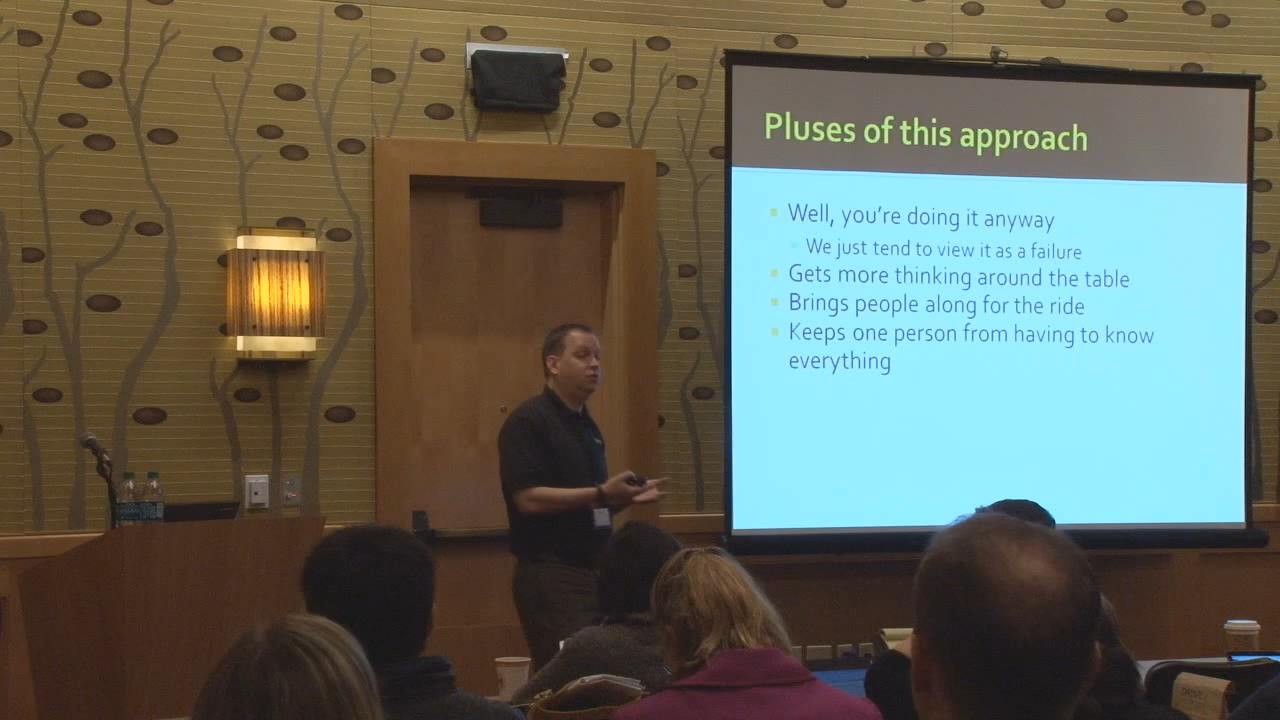 Pluses of this approach
Well, you're doing it anyway
We just tend to view it as a failure
Gets more thinking around the table
Brings people along for the ride
Keeps one person from having to know
everything
DRIVE